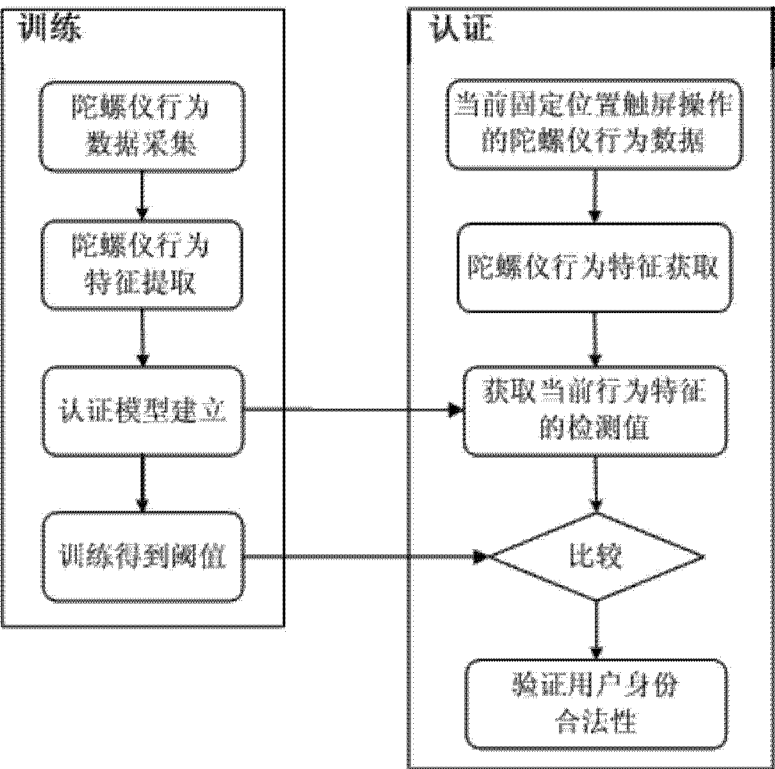 训练
陀螺仪行为
数据采集
陀螺仪行为
特征提取
认证模型建立
训练得到阈值
认证
当前固定位置触屏操作
的陀螺仪行为数据
陀螺仪行为特征获取
获取当前行为特征
的检测值
比较
验证用户身份
合法性